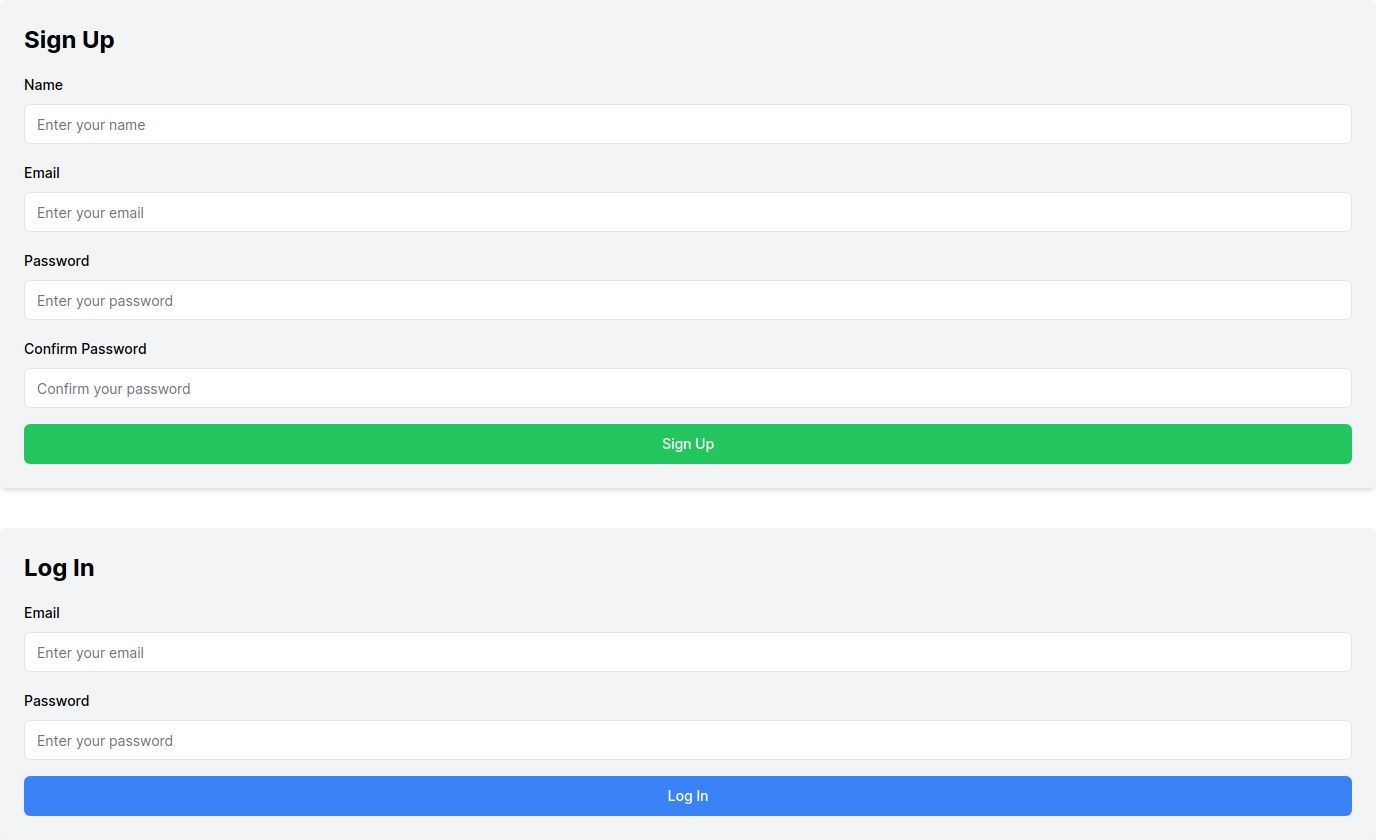 Sign Up
Name
Enter your name
Email
Enter your email
Password
Enter your password
Confirm Password
Confirm your password
Sign Up
Log In
Email
Enter your email
Password
Enter your password
Log In